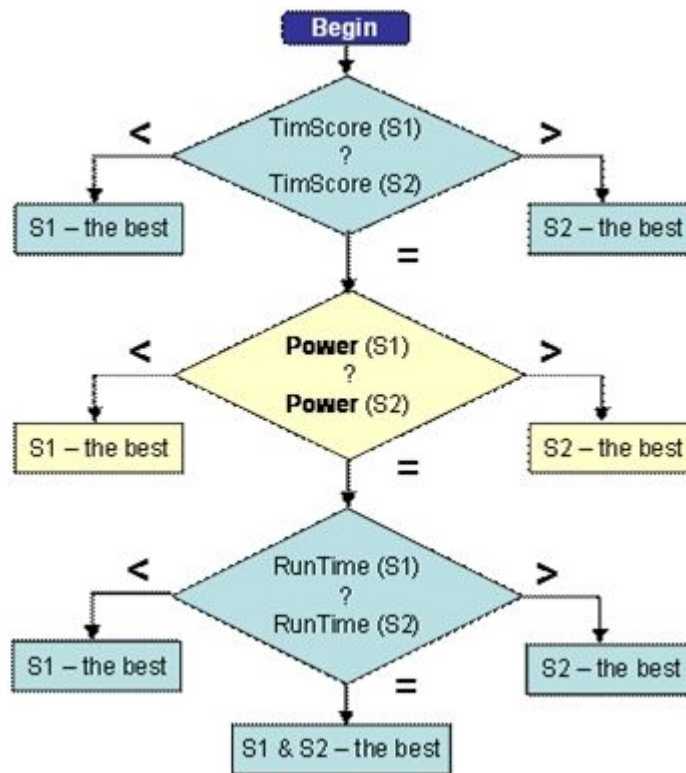 Begin
<
>
TimScore (S1)
?
TimScore (S2)
S1 – the best
S2 – the best
=
<
>
Power (S1)
?
Power (S2)
S1 – the best
S2 – the best
=
<
>
RunTime (S1)
?
RunTime (S2)
S1 – the best
S2 – the best
=
S1 & S2 – the best